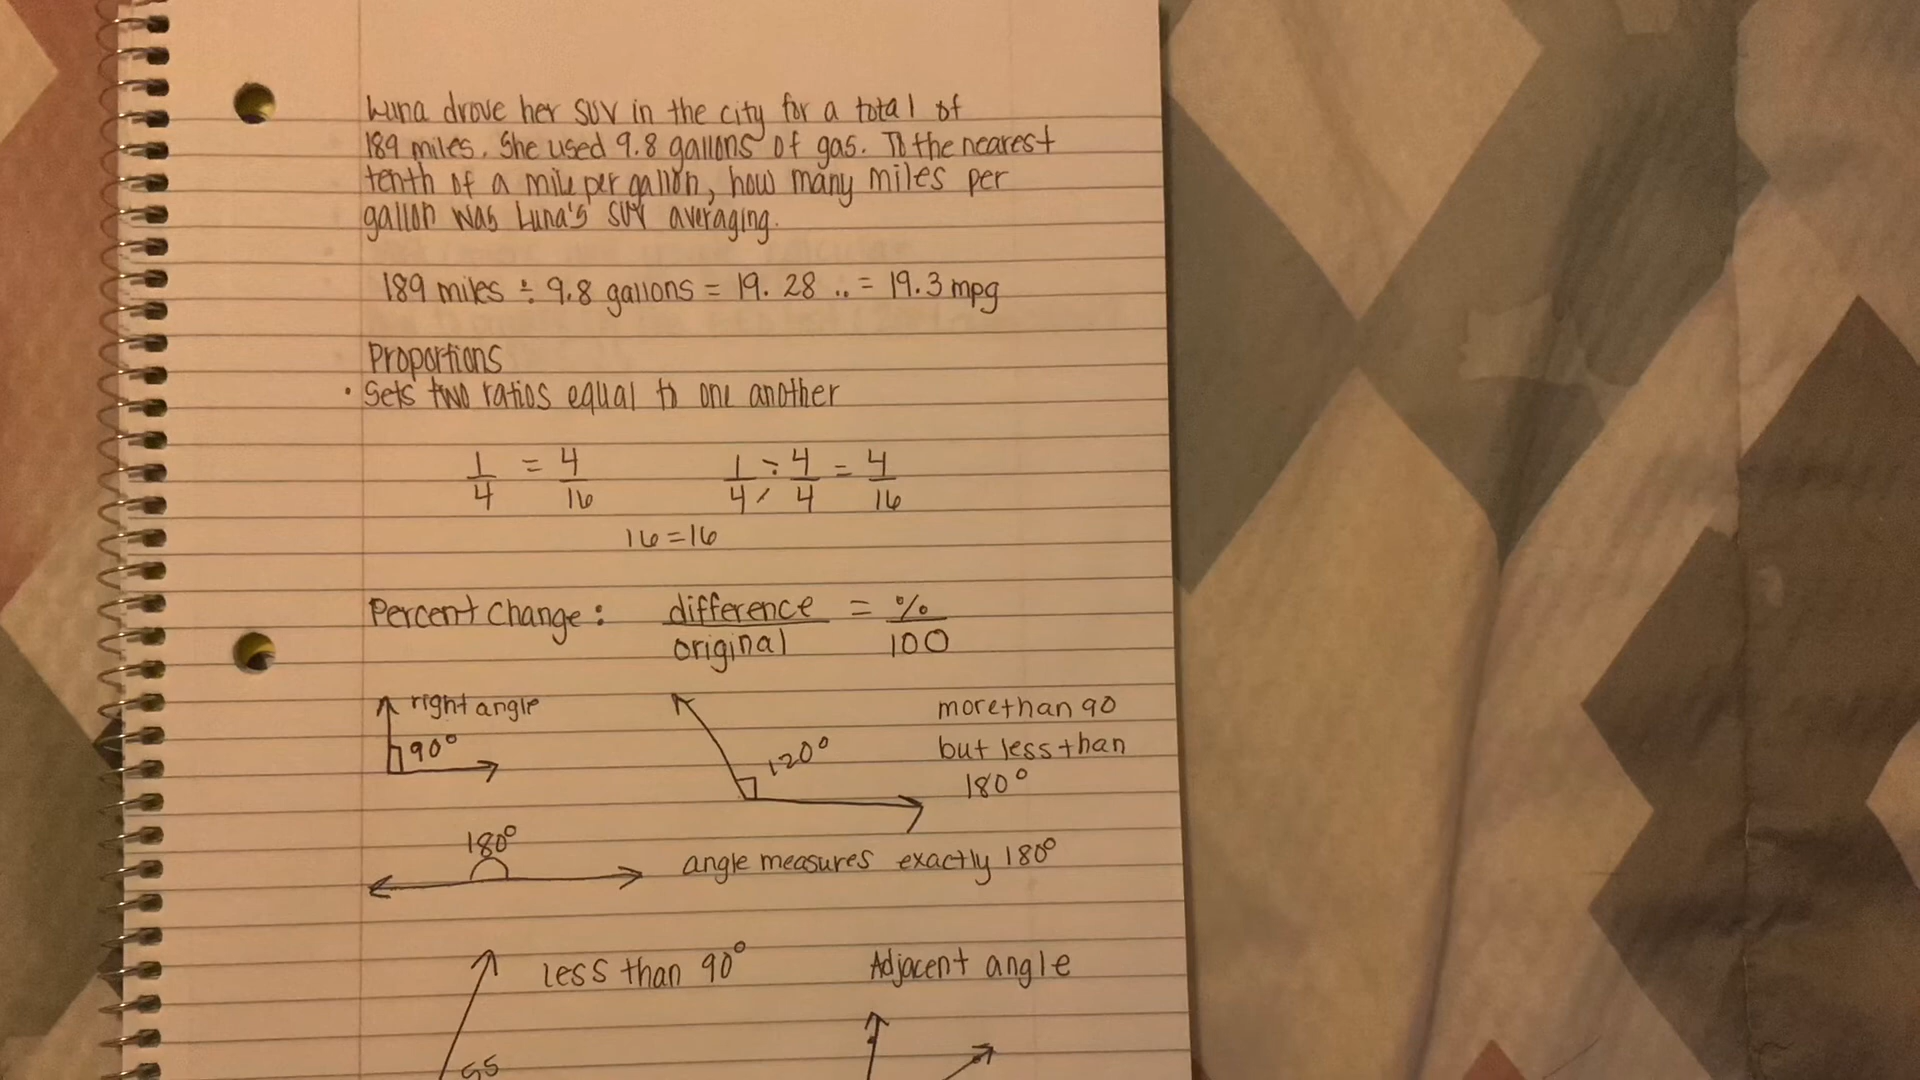 Luna drove her SUV in the city for a total of
189 miles. She used 9.8 gallons of gas. To the nearest
tenth of a mile per gallon, how many miles per
gallon was Luna's SUV averaging.
189 miles ÷ 9.8 gallons = 19.28 .. = 19.3 mpg
Proportions
• Sets two ratios equal to one another
1/4 = 4/16 1/4 ÷ 4/4 = 4/16
16 = 16
Percent Change: difference/original = %/100
right angle
90°
120°
more than 90
but less than
180°
180°
angle measures exactly 180°
less than 90°
Adjacent angle
55